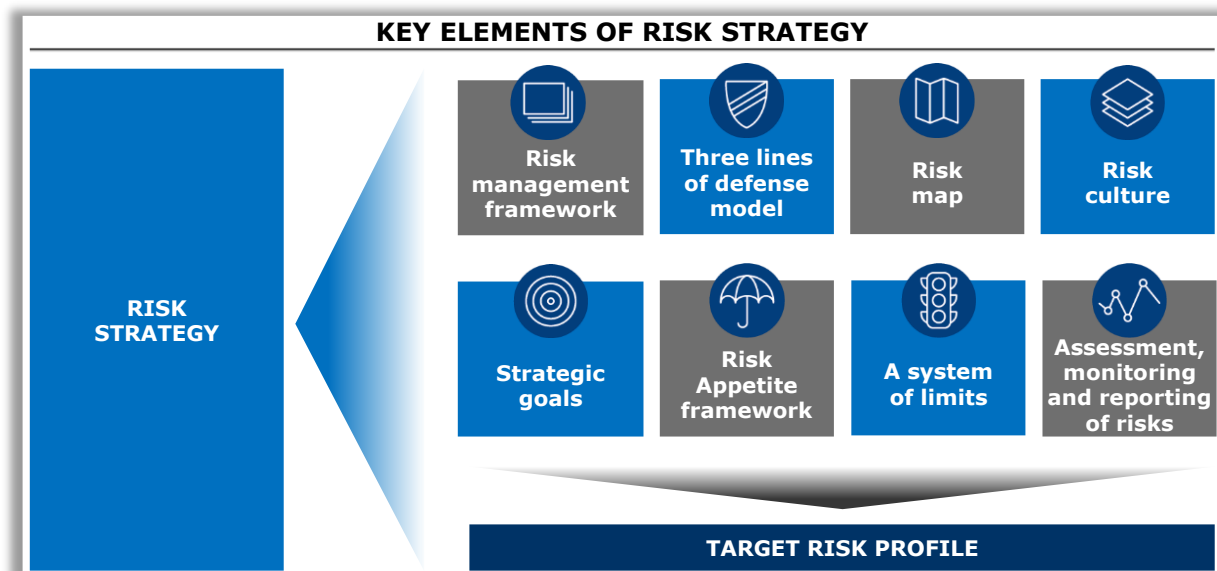 KEY ELEMENTS OF RISK STRATEGY
RISK
STRATEGY
Risk
management
framework
Three lines
of defense
model
Risk
map
Risk
culture
Strategic
goals
Risk
Appetite
framework
A system
of limits
Assessment,
monitoring
and reporting
of risks
TARGET RISK PROFILE